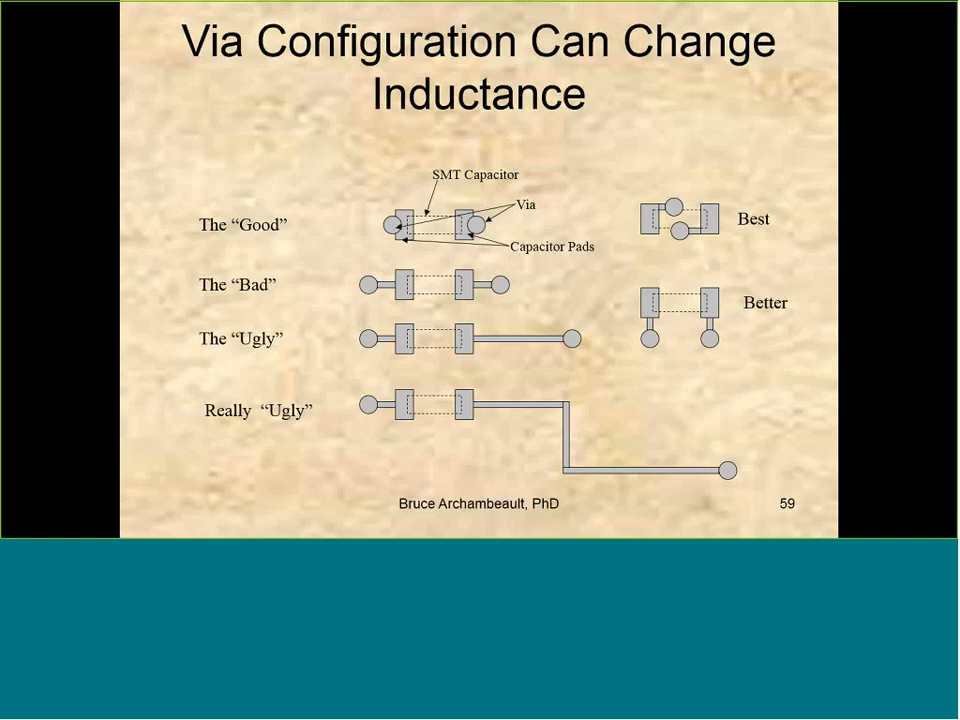 Via Configuration Can Change
Inductance
SMT Capacitor
Via
The “Good”
Best
Capacitor Pads
The “Bad”
Better
The “Ugly”
Really “Ugly”
Bruce Archambeault, PhD
59